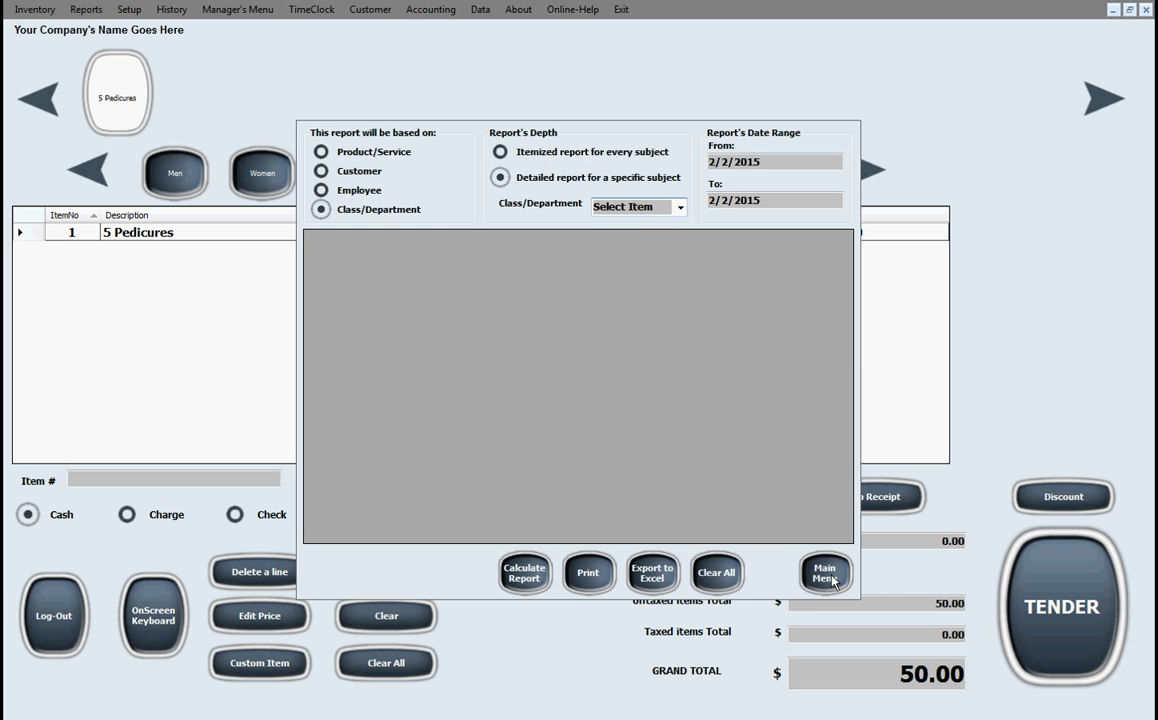 Inventory Reports Setup History Manager's Menu TimeClock Customer Accounting Data About Online-Help Exit
Your Company's Name Goes Here
5 Pedicures
Men
Women
This report will be based on:
Product/Service
Customer
Employee
Class/Department
Report's Depth
Itemized report for every subject
Detailed report for a specific subject
Class/Department Select Item
Report's Date Range
From:
2/2/2015
To:
2/2/2015
ItemNo Description
1 5 Pedicures
Item #
Cash Charge Check
Calculate
Report
Print
Export to
Excel
Clear All
Main
Menu
Receipt
Discount
0.00
Log-Out
OnScreen
Keyboard
Delete a line
Edit Price
Custom Item
Clear
Clear All
Untaxed Items Total $ 50.00
Taxed items Total $ 0.00
GRAND TOTAL $ 50.00
TENDER